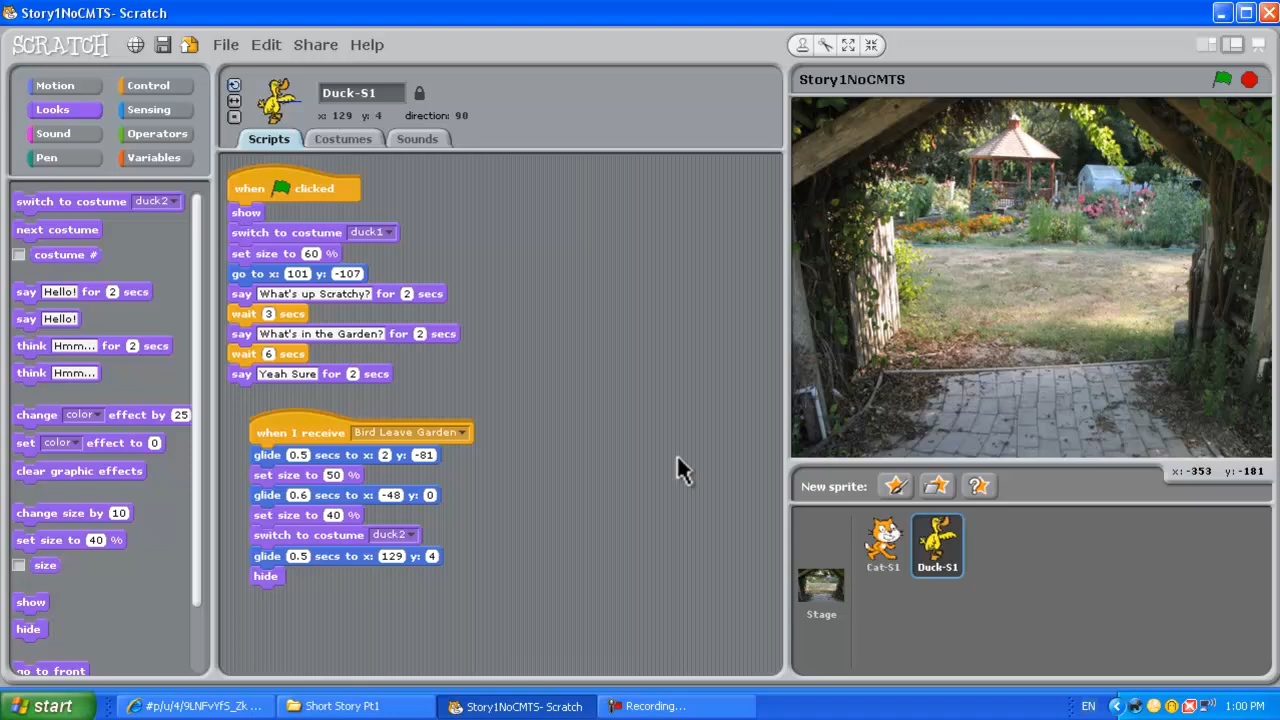 Story1NoCMTS- Scratch
SCRATCH File Edit Share Help
Motion Control
Looks Sensing
Sound Operators
Pen Variables
switch to costume duck2
next costume
costume #
say Hello! for 2 secs
say Hello!
think Hmm... for 2 secs
think Hmm...
change color effect by 25
set color effect to 0
clear graphic effects
change size by 10
set size to 40 %
size
show
hide
go to front
Duck-S1
x: 129 y: 4 direction: 90
Scripts Costumes Sounds
when clicked
show
switch to costume duck1
set size to 60 %
go to x: 101 y: -107
say What's up Scratchy? for 2 secs
wait 3 secs
say What's in the Garden? for 2 secs
wait 6 secs
say Yeah Sure for 2 secs
when I receive Bird Leave Garden
glide 0.5 secs to x: 2 y: -81
set size to 50 %
glide 0.6 secs to x: -48 y: 0
set size to 40 %
switch to costume duck2
glide 0.5 secs to x: 129 y: 4
hide
Story1NoCMTS
x: -353 y: -181
New sprite:
Cat-S1 Duck-S1
Stage
start #p/u/4/9LNFvYfS_Zk ... Short Story Pt1 Story1NoCMTS- Scratch Recording... EN 1:00 PM